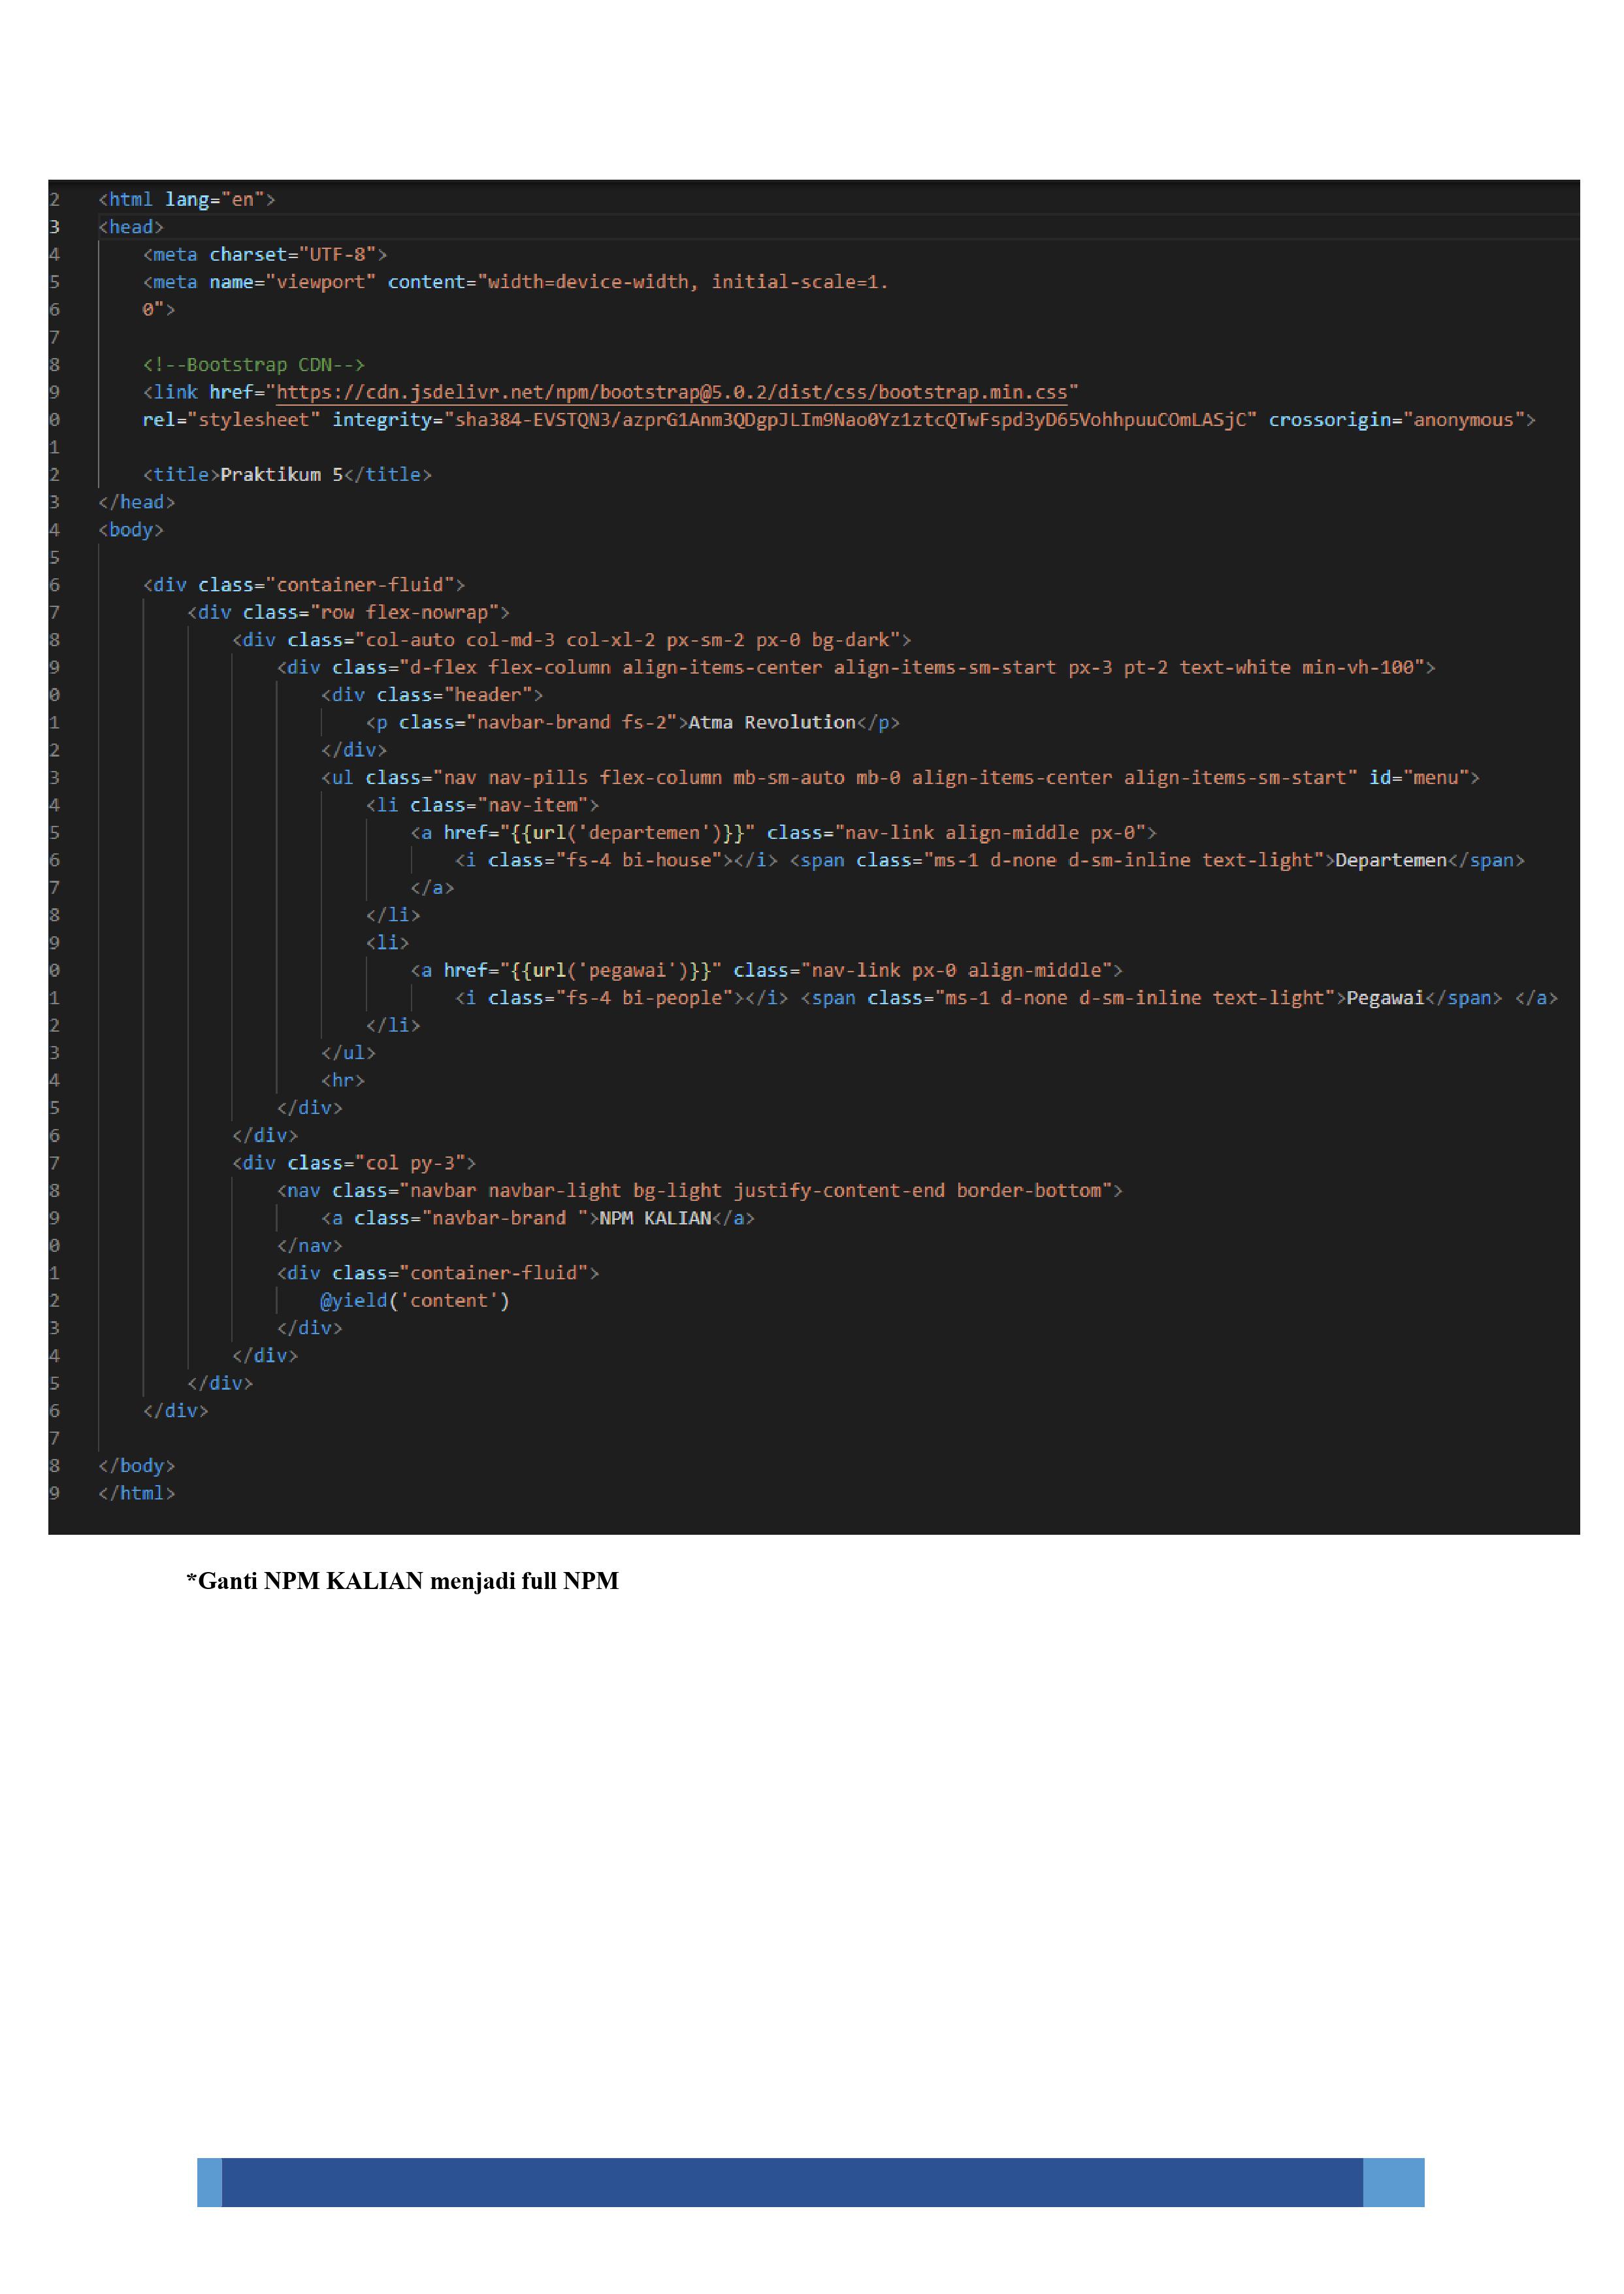 2 <html lang="en">
3 <head>
4     <meta charset="UTF-8">
5     <meta name="viewport" content="width=device-width, initial-scale=1.
6     0">
7
8     <!--Bootstrap CDN-->
9     <link href="https://cdn.jsdelivr.net/npm/bootstrap@5.0.2/dist/css/bootstrap.min.css"
0     rel="stylesheet" integrity="sha384-EVSTQN3/azprG1Anm3QDgpJLIm9Nao0Yz1ztcQTwFspd3yD65VohhpuuCOmLASjC" crossorigin="anonymous">
1
2     <title>Praktikum 5</title>
3 </head>
4 <body>
5
6     <div class="container-fluid">
7         <div class="row flex-nowrap">
8             <div class="col-auto col-md-3 col-xl-2 px-sm-2 px-0 bg-dark">
9                 <div class="d-flex flex-column align-items-center align-items-sm-start px-3 pt-2 text-white min-vh-100">
0                     <div class="header">
1                         <p class="navbar-brand fs-2">Atma Revolution</p>
2                     </div>
3                     <ul class="nav nav-pills flex-column mb-sm-auto mb-0 align-items-center align-items-sm-start" id="menu">
4                         <li class="nav-item">
5                             <a href="{{url('departemen')}}" class="nav-link align-middle px-0">
6                                 <i class="fs-4 bi-house"></i> <span class="ms-1 d-none d-sm-inline text-light">Departemen</span>
7                             </a>
8                         </li>
9                         <li>
0                             <a href="{{url('pegawai')}}" class="nav-link px-0 align-middle">
1                                 <i class="fs-4 bi-people"></i> <span class="ms-1 d-none d-sm-inline text-light">Pegawai</span> </a>
2                         </li>
3                     </ul>
4                     <hr>
5                 </div>
6             </div>
7             <div class="col py-3">
8                 <nav class="navbar navbar-light bg-light justify-content-end border-bottom">
9                     <a class="navbar-brand ">NPM KALIAN</a>
0                 </nav>
1                 <div class="container-fluid">
2                     @yield('content')
3                 </div>
4             </div>
5         </div>
6     </div>
7
8 </body>
9 </html>
*Ganti NPM KALIAN menjadi full NPM